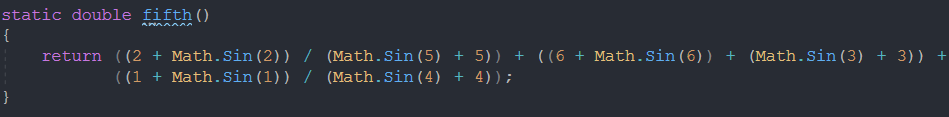 static double fifth()
{
return ((2 + Math.Sin(2)) / (Math.Sin(5) + 5)) + ((6 + Math.Sin(6)) + (Math.Sin(3) + 3)) +
((1 + Math.Sin(1)) / (Math.Sin(4) + 4));
}